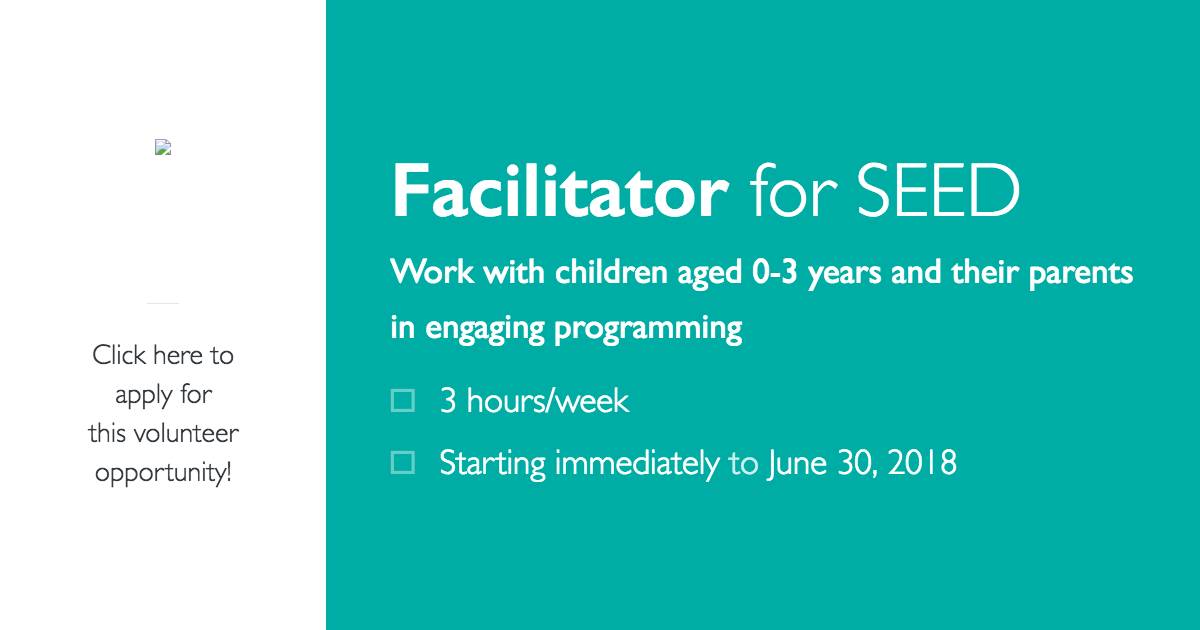 Click here to
apply for
this volunteer
opportunity!
Facilitator for SEED
Work with children aged 0-3 years and their parents
in engaging programming
3 hours/week
Starting immediately to June 30, 2018